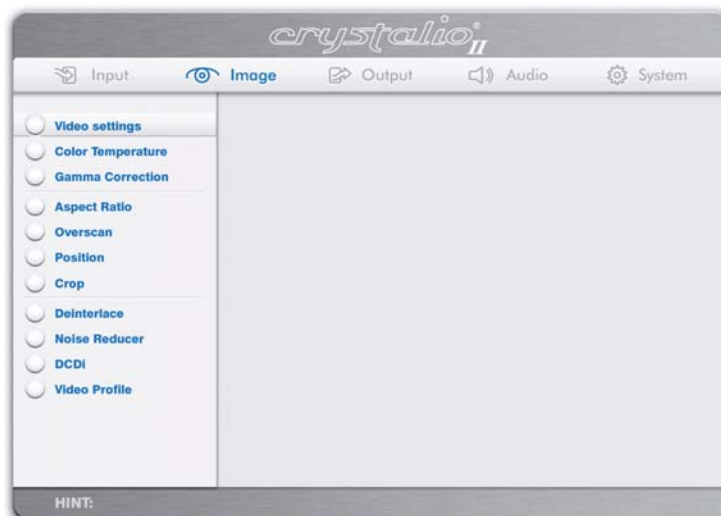 crystalio II
Input Image Output Audio System
Video settings
Color Temperature
Gamma Correction
Aspect Ratio
Overscan
Position
Crop
Deinterlace
Noise Reducer
DCDi
Video Profile
HINT: